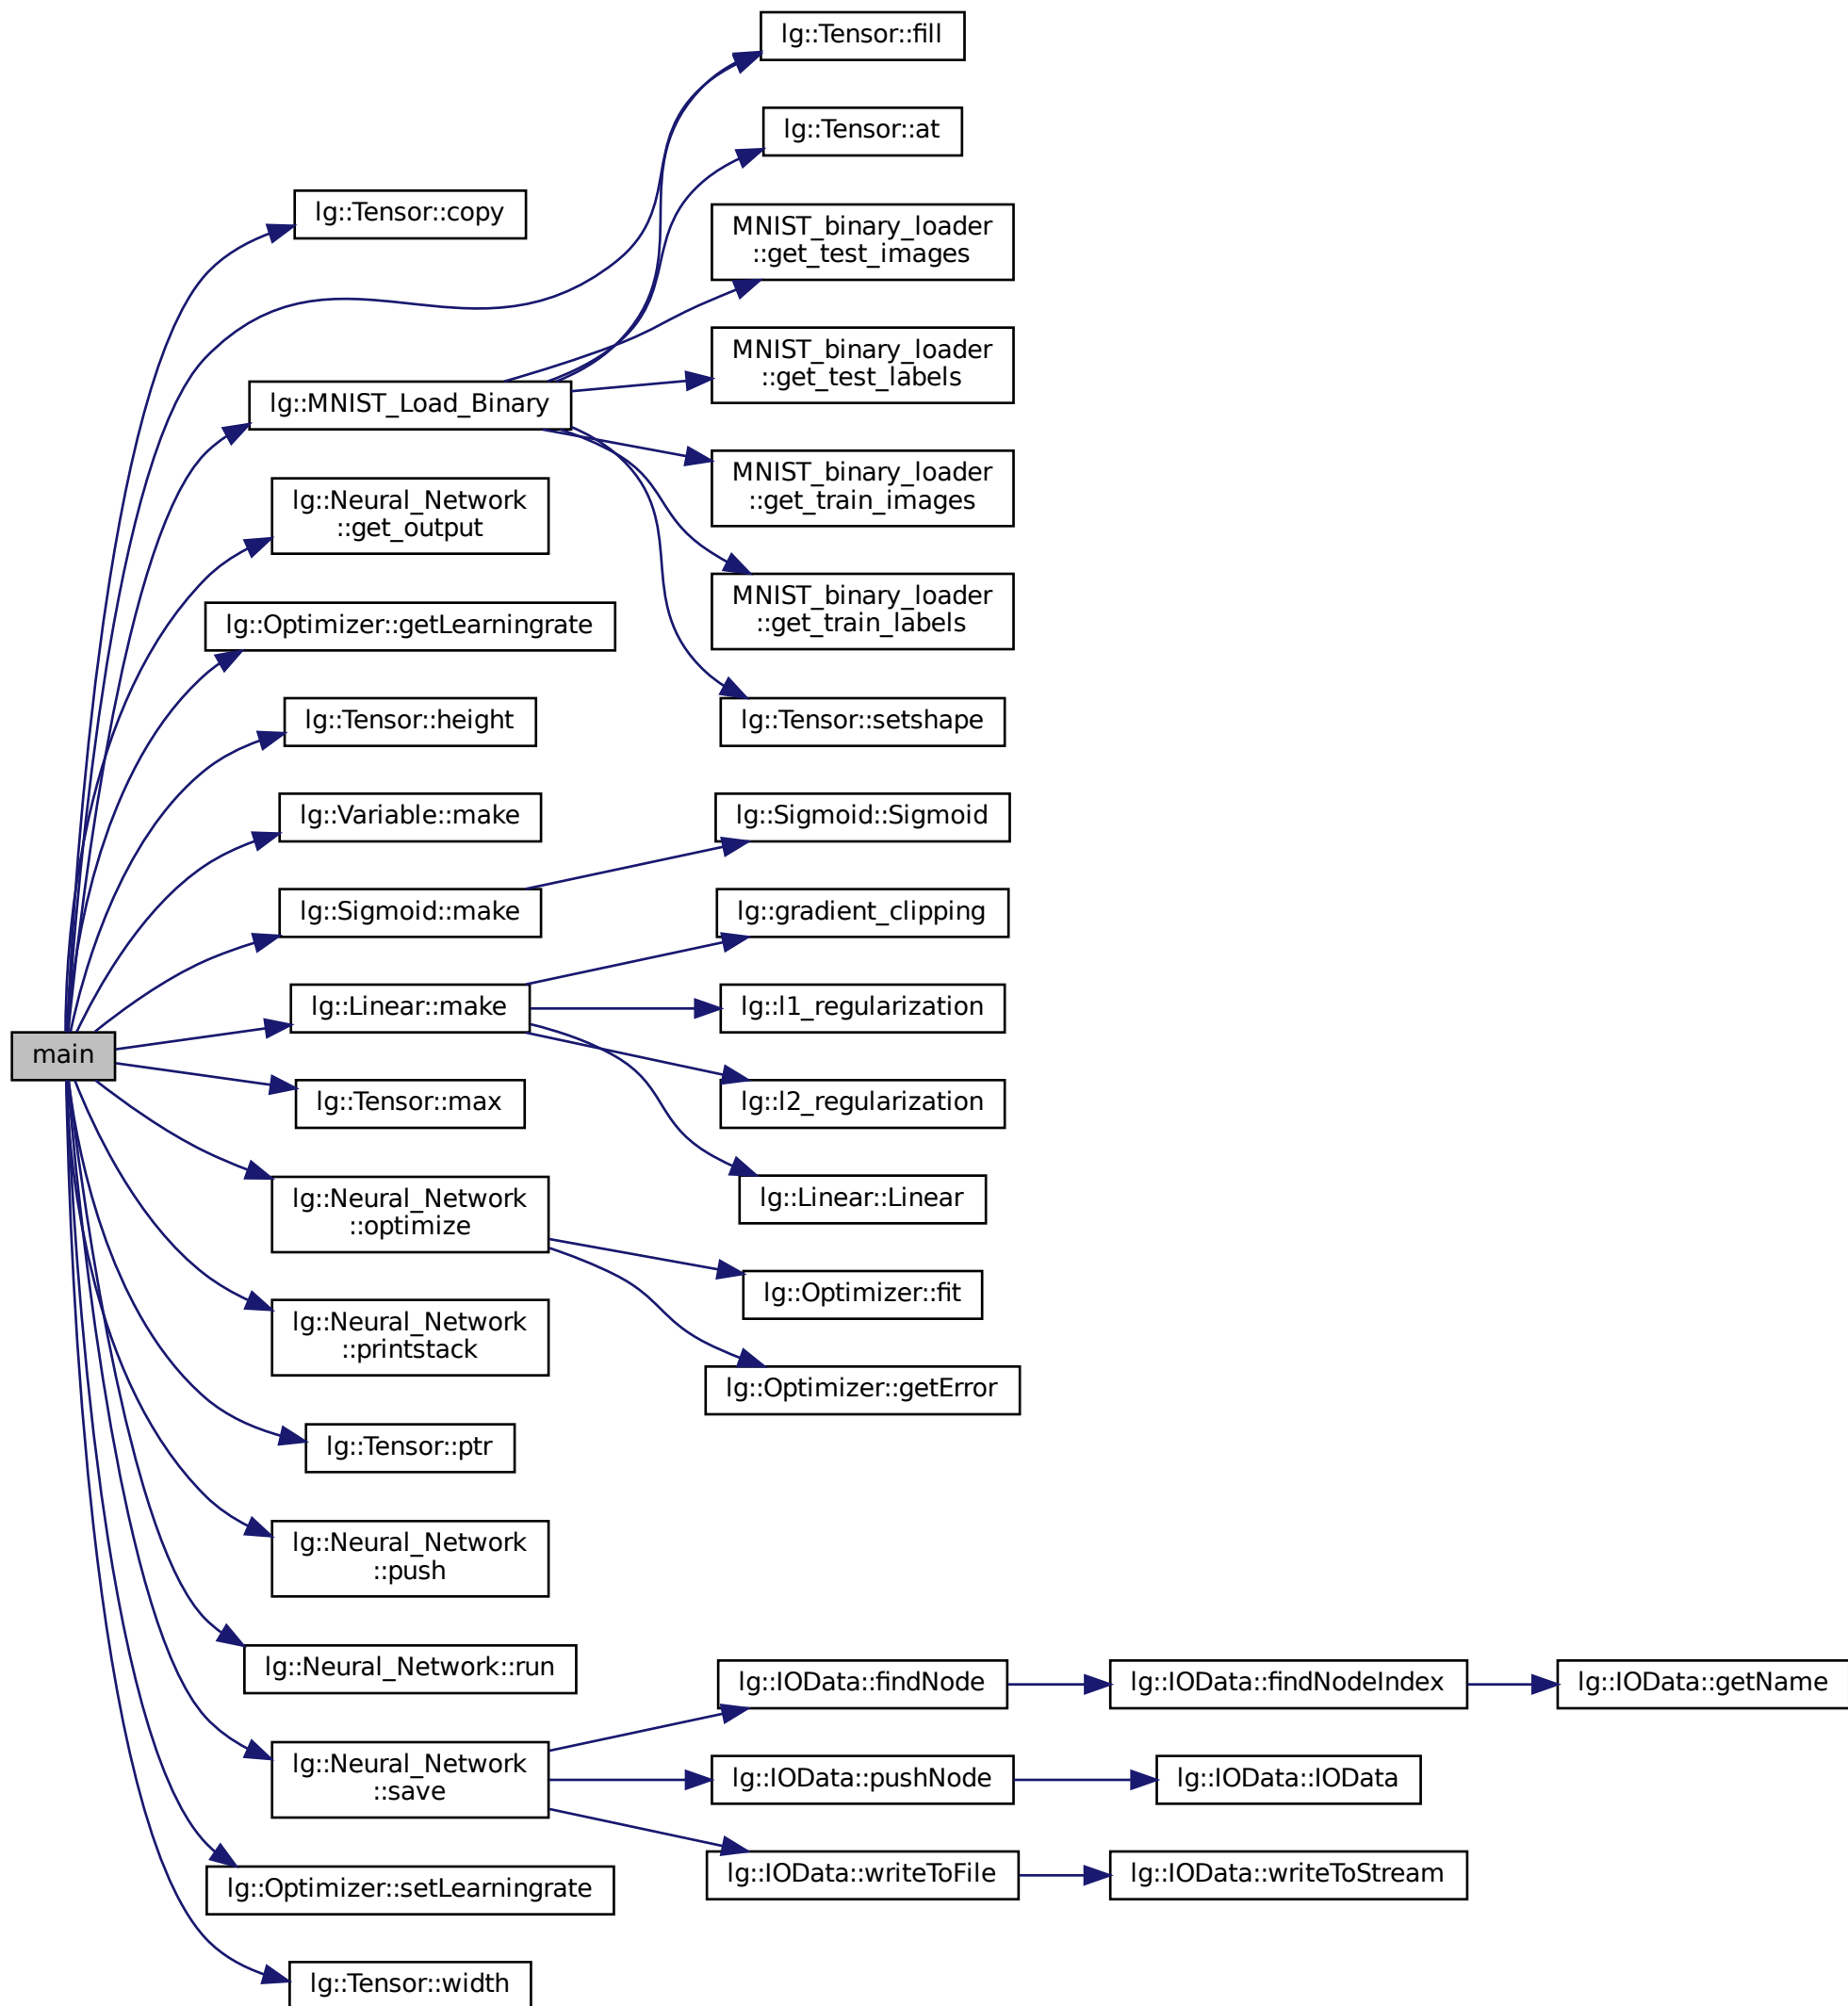 lg::Tensor::fill
lg::Tensor::at
lg::Tensor::copy
MNIST_binary_loader
::get_test_images
MNIST_binary_loader
::get_test_labels
lg::MNIST_Load_Binary
MNIST_binary_loader
::get_train_images
lg::Neural_Network
::get_output
MNIST_binary_loader
::get_train_labels
lg::Optimizer::getLearningrate
lg::Tensor::height
lg::Tensor::setshape
lg::Variable::make
lg::Sigmoid::Sigmoid
lg::Sigmoid::make
lg::gradient_clipping
lg::Linear::make
lg::l1_regularization
main
lg::Tensor::max
lg::l2_regularization
lg::Linear::Linear
lg::Neural_Network
::optimize
lg::Optimizer::fit
lg::Neural_Network
::printstack
lg::Optimizer::getError
lg::Tensor::ptr
lg::Neural_Network
::push
lg::Neural_Network::run
lg::IOData::findNode
lg::IOData::findNodeIndex
lg::IOData::getName
lg::Neural_Network
::save
lg::IOData::pushNode
lg::IOData::IOData
lg::IOData::writeToFile
lg::IOData::writeToStream
lg::Optimizer::setLearningrate
lg::Tensor::width